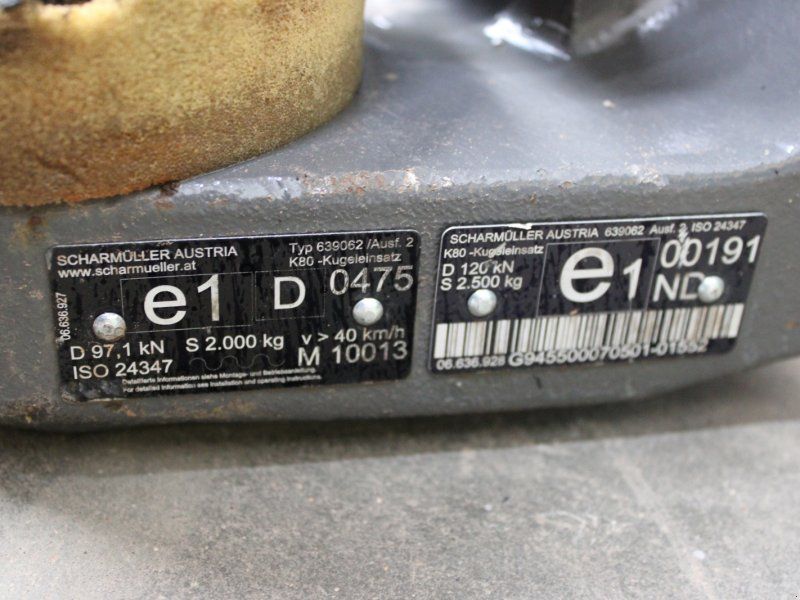 SCHARMÜLLER AUSTRIA
www.scharmueller.at
Typ 639062 /Ausf. 2
K80 -Kugeleinsatz
e1 D 0475
06.636.927
D 97,1 kN S 2.000 kg v > 40 km/h
ISO 24347 M 10013
Detaillierte Informationen siehe Montage- und Betriebsanleitung.
For detailed information see Installation and operating instructions.
SCHARMÜLLER AUSTRIA 639062 Ausf. 2 ISO 24347
K80 -Kugeleinsatz
D 120 kN
S 2.500 kg
e1
00191
ND
06.636.928 G945500070501-01552